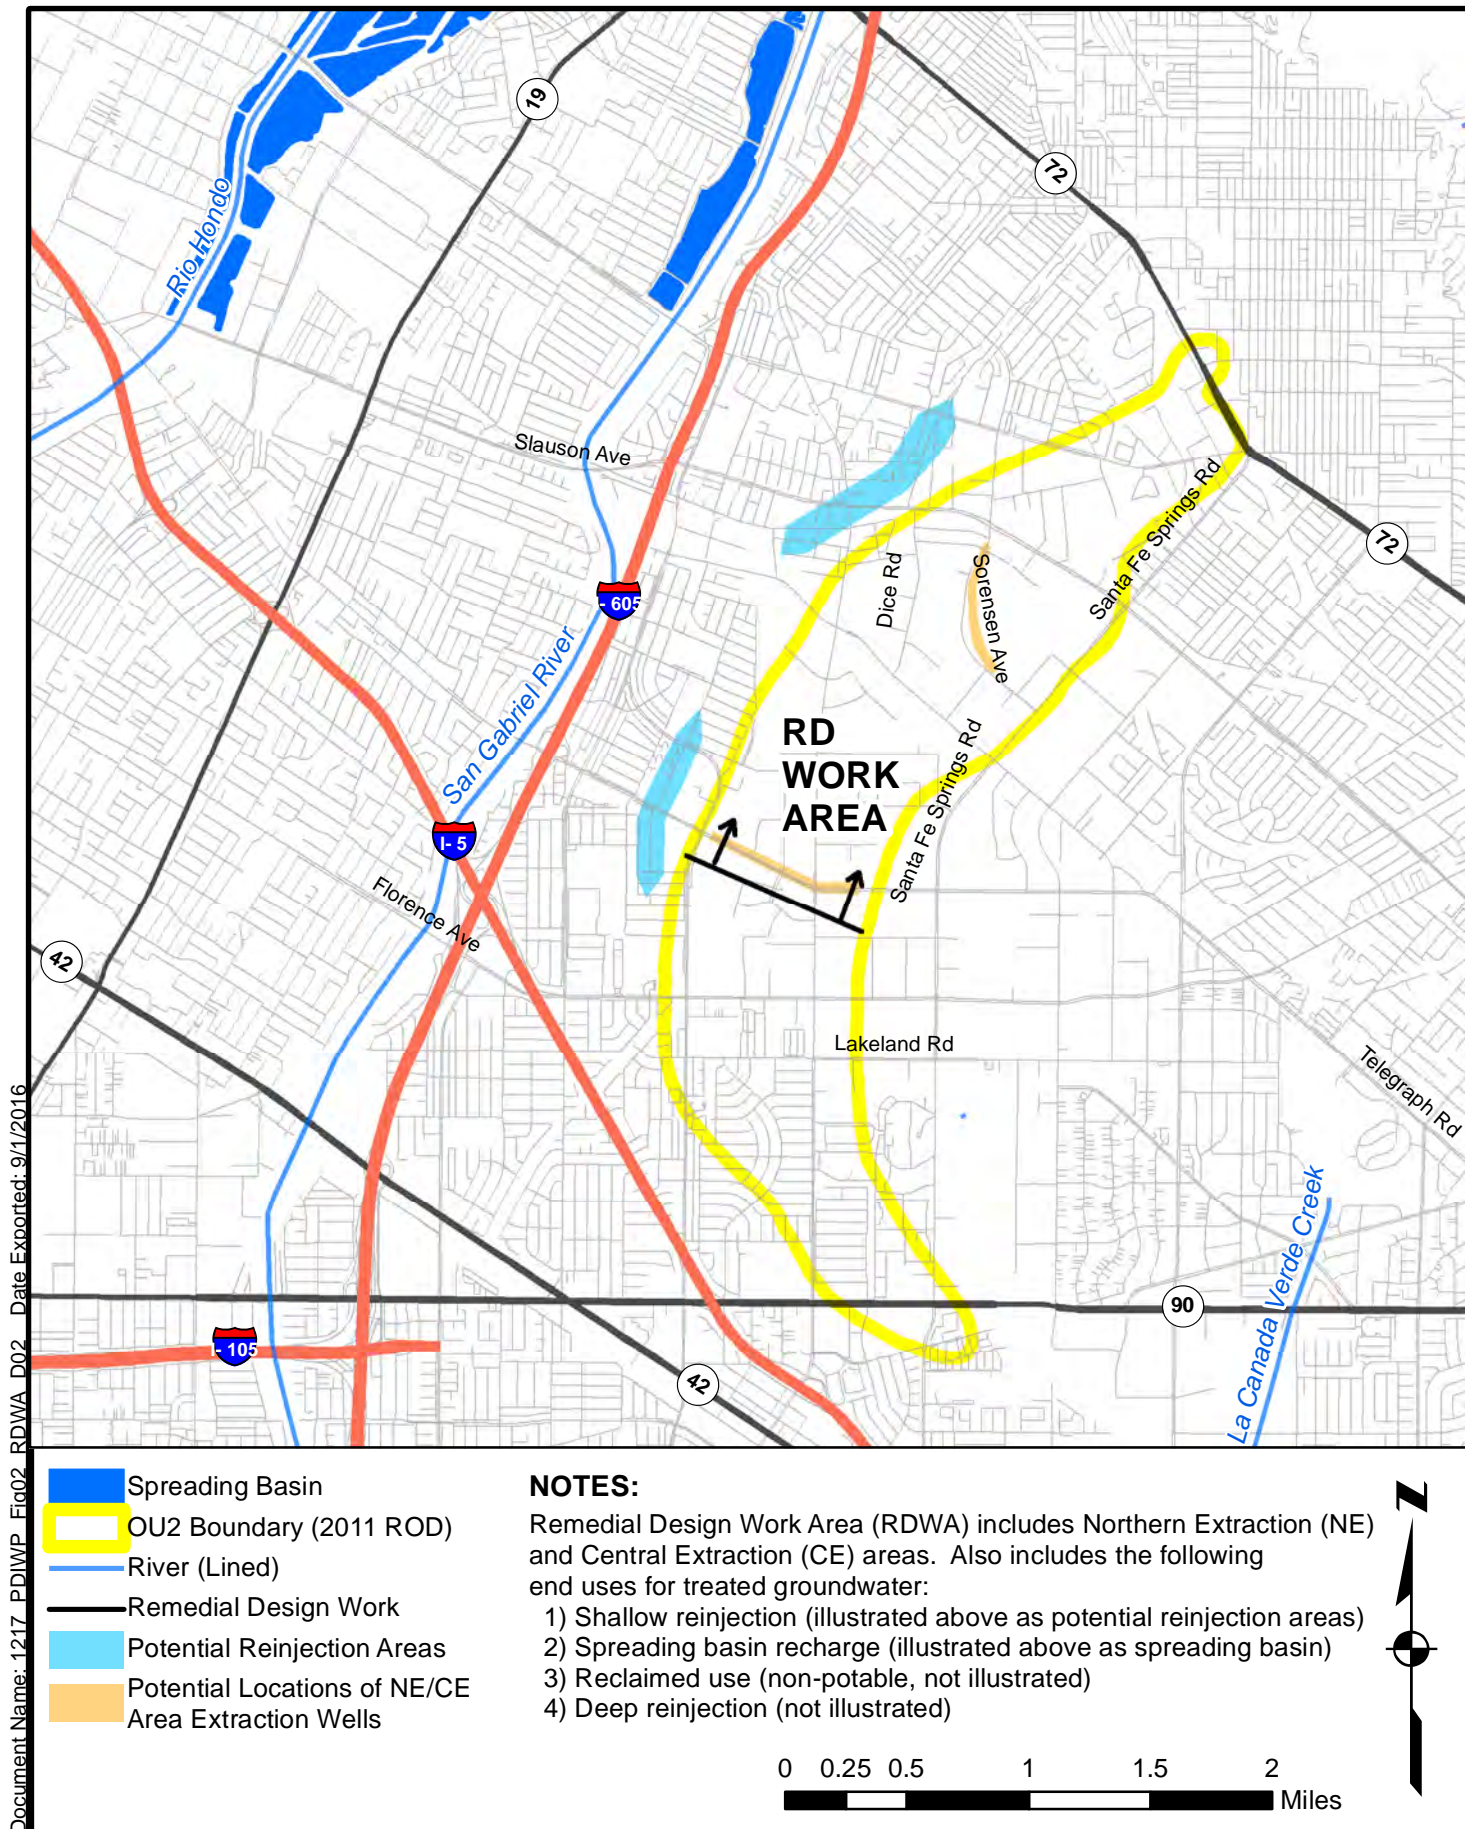 19
72
Rio Hondo
Slauson Ave
Santa Fe Springs Rd
72
Dice Rd
Sorensen Ave
- 605
San Gabriel River
RD
WORK
AREA
Santa Fe Springs Rd
I- 5
Florence Ave
42
Lakeland Rd
Telegraph Rd
La Canada Verde Creek
90
- 105
42
Document Name: 1217_PDIWP_Fig02_RDWA_D02 Date Exported: 9/1/2016
Spreading Basin
OU2 Boundary (2011 ROD)
River (Lined)
Remedial Design Work
Potential Reinjection Areas
Potential Locations of NE/CE
Area Extraction Wells
NOTES:
Remedial Design Work Area (RDWA) includes Northern Extraction (NE)
and Central Extraction (CE) areas. Also includes the following
end uses for treated groundwater:
1) Shallow reinjection (illustrated above as potential reinjection areas)
2) Spreading basin recharge (illustrated above as spreading basin)
3) Reclaimed use (non-potable, not illustrated)
4) Deep reinjection (not illustrated)
Z
0 0.25 0.5 1 1.5 2
Miles